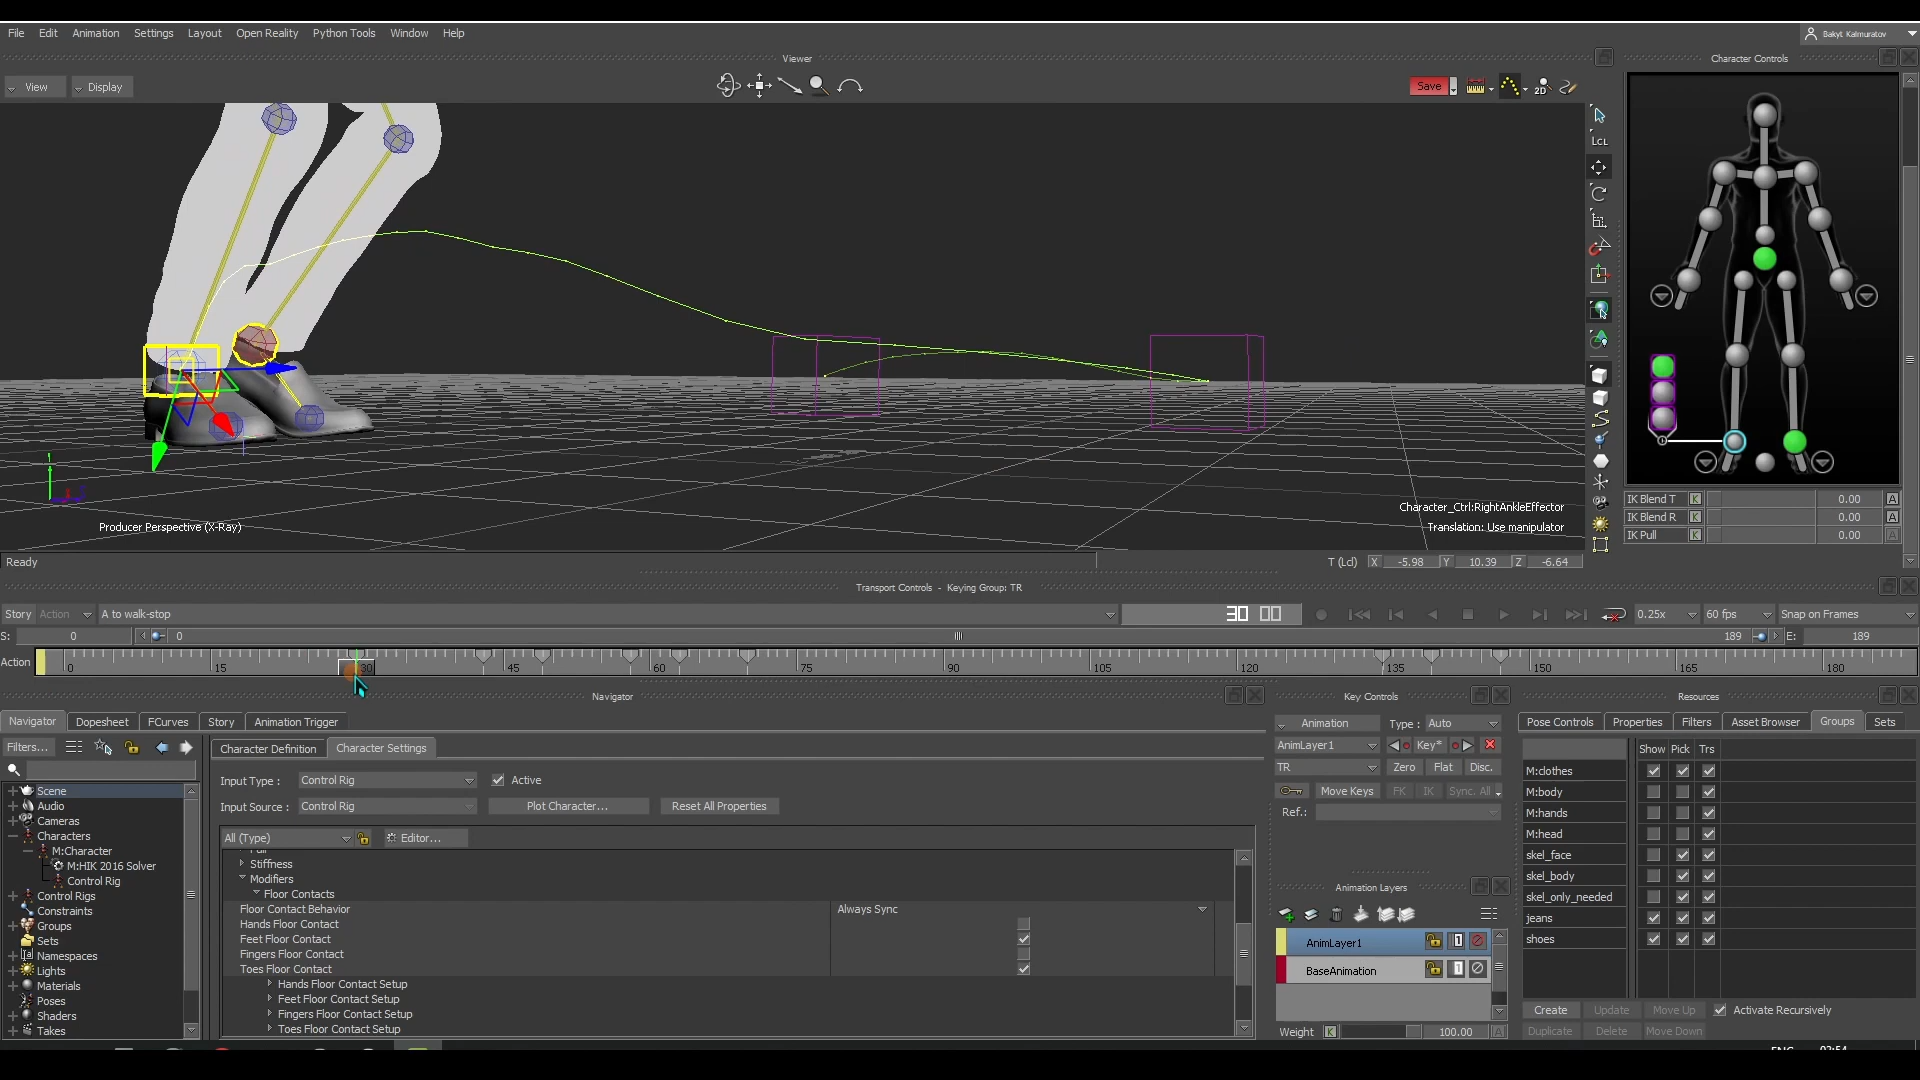 File Edit Animation Settings Layout Open Reality Python Tools Window Help
Bakyt Kalmuratov
Viewer
Character Controls
View Display
Save
2D
LCL
Producer Perspective (X-Ray)
Character_Ctrl:RightAnkleEffector
Translation: Use manipulator
IK Blend T K 0.00 A
IK Blend R K 0.00 A
IK Pull K 0.00 A
Ready
T (Lcl) X -5.98 Y 10.39 Z -6.64
Transport Controls - Keying Group: TR
Story Action A to walk-stop
30 00
0.25x 60 fps Snap on Frames
S: 0 0 189 E: 189
Action 0 15 30 45 60 75 90 105 120 135 150 165 180
Navigator
Key Controls
Resources
Navigator Dopesheet FCurves Story Animation Trigger
Animation Type : Auto
Pose Controls Properties Filters Asset Browser Groups Sets
Filters...
Character Definition Character Settings
AnimLayer1 Key*
Show Pick Trs
TR Zero Flat Disc.
Input Type : Control Rig Active
Input Source : Control Rig Plot Character... Reset All Properties
Move Keys FK IK Sync. All
Ref.:
All (Type) Editor...
Scene
Audio
Cameras
Characters
M:Character
M:HIK 2016 Solver
Control Rig
Control Rigs
Constraints
Groups
Sets
Namespaces
Lights
Materials
Poses
Shaders
Takes
Stiffness
Modifiers
Floor Contacts
Floor Contact Behavior Always Sync
Hands Floor Contact
Feet Floor Contact
Fingers Floor Contact
Toes Floor Contact
Hands Floor Contact Setup
Feet Floor Contact Setup
Fingers Floor Contact Setup
Toes Floor Contact Setup
Animation Layers
AnimLayer1
BaseAnimation
Weight K 100.00 A
M:clothes
M:body
M:hands
M:head
skel_face
skel_body
skel_only_needed
jeans
shoes
Create Update Move Up Activate Recursively
Duplicate Delete Move Down